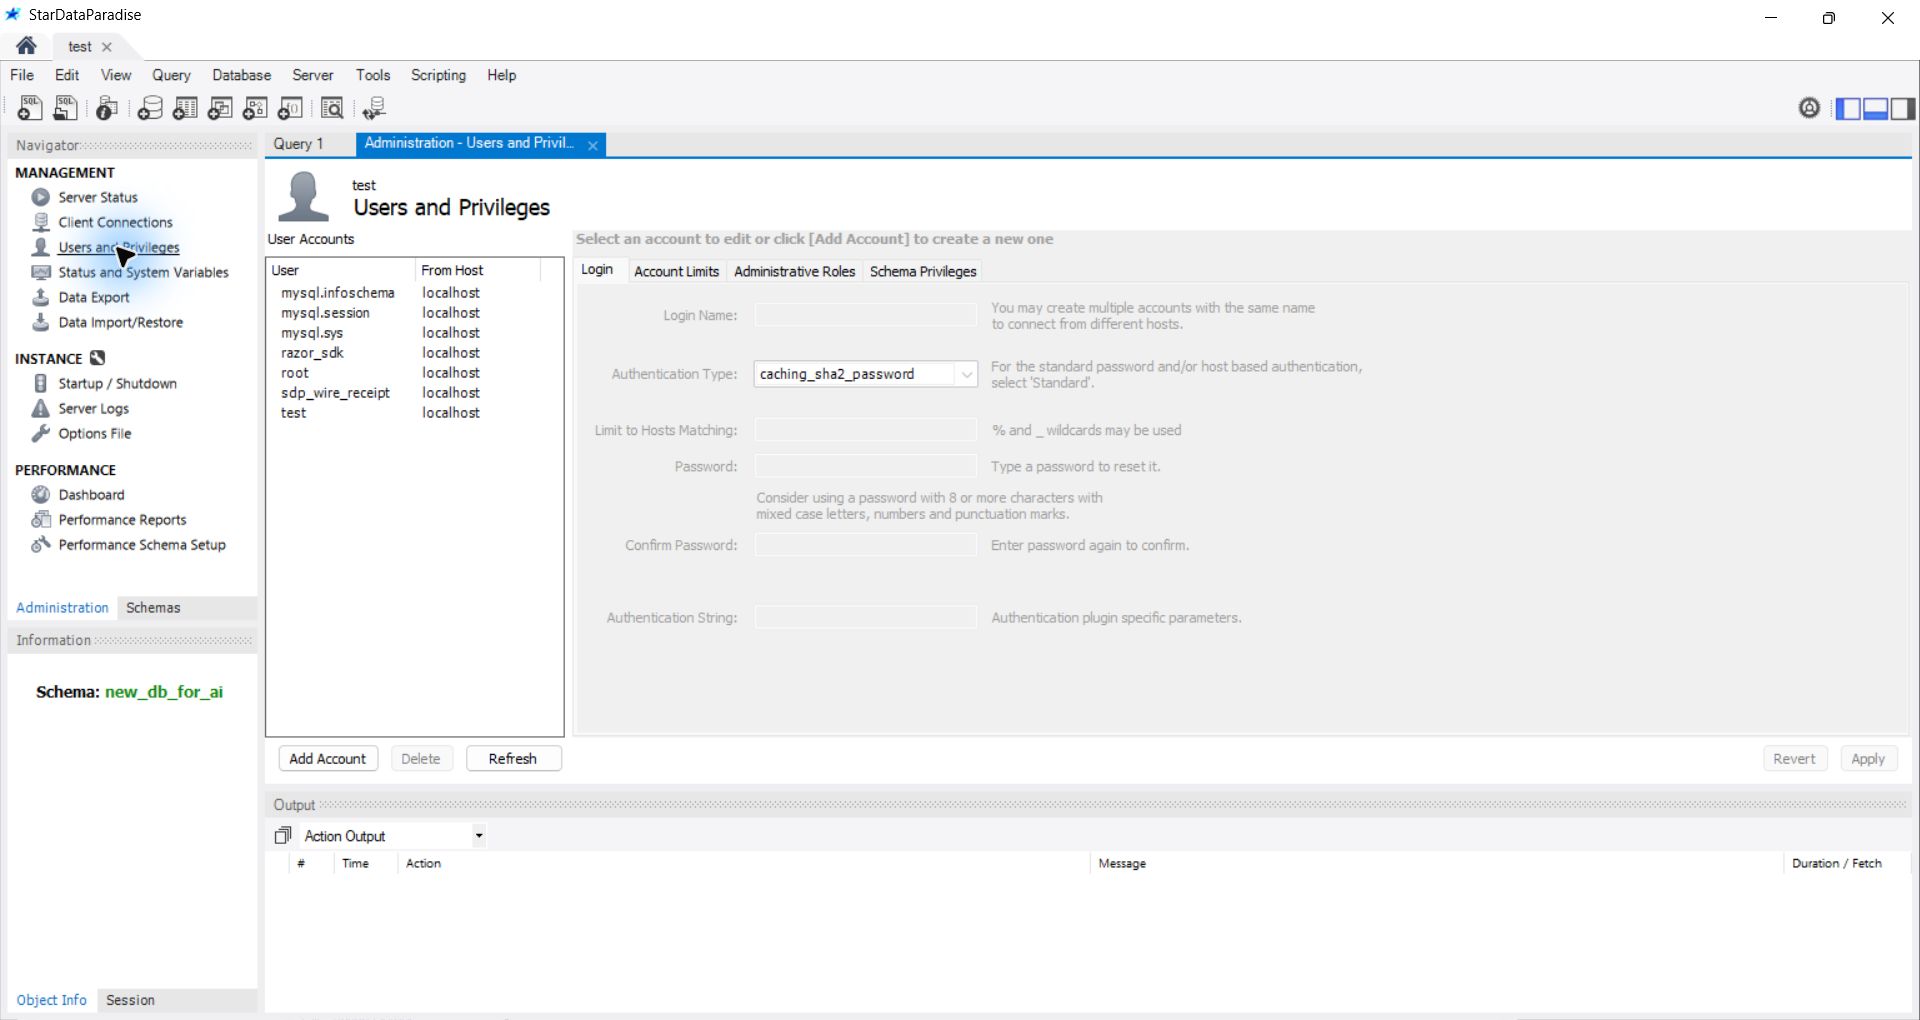 StarDataParadise
test
File Edit View Query Database Server Tools Scripting Help
SQL SQL
Navigator
MANAGEMENT
Server Status
Client Connections
Users and Privileges
Status and System Variables
Data Export
Data Import/Restore
INSTANCE
Startup / Shutdown
Server Logs
Options File
PERFORMANCE
Dashboard
Performance Reports
Performance Schema Setup
Administration Schemas
Information
Schema: new_db_for_ai
Object Info Session
Query 1 Administration - Users and Privil...
test
Users and Privileges
User Accounts
User From Host
mysql.infoschema localhost
mysql.session localhost
mysql.sys localhost
razor_sdk localhost
root localhost
sdp_wire_receipt localhost
test localhost
Add Account Delete Refresh
Select an account to edit or click [Add Account] to create a new one
Login Account Limits Administrative Roles Schema Privileges
Login Name: You may create multiple accounts with the same name
to connect from different hosts.
Authentication Type: caching_sha2_password For the standard password and/or host based authentication,
select 'Standard'.
Limit to Hosts Matching: % and _ wildcards may be used
Password: Type a password to reset it.
Consider using a password with 8 or more characters with
mixed case letters, numbers and punctuation marks.
Confirm Password: Enter password again to confirm.
Authentication String: Authentication plugin specific parameters.
Revert Apply
Output
Action Output
# Time Action Message Duration / Fetch